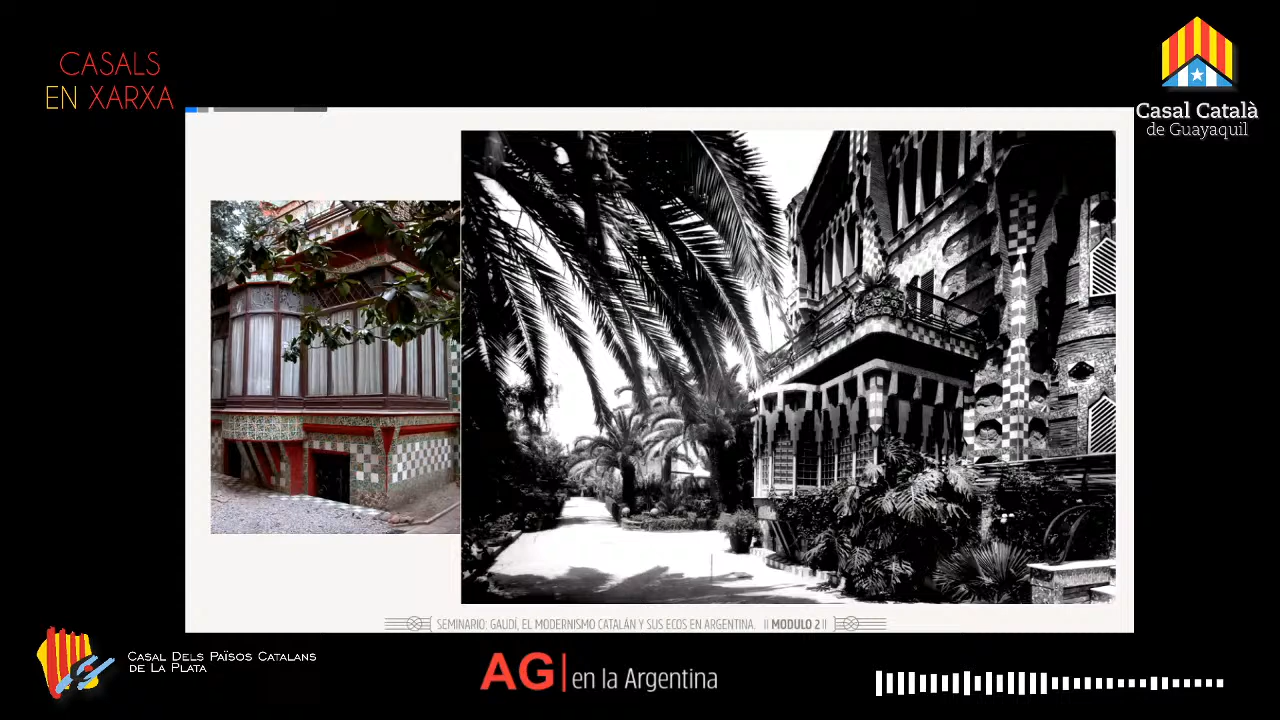 CASALS
EN XARXA
Casal Català
de Guayaquil
SEMINARIO: GAUDÍ, EL MODERNISMO CATALÁN Y SUS ECOS EN ARGENTINA. || MODULO 2 ||
CASAL DELS PAÏSOS CATALANS
DE LA PLATA
AG| en la Argentina